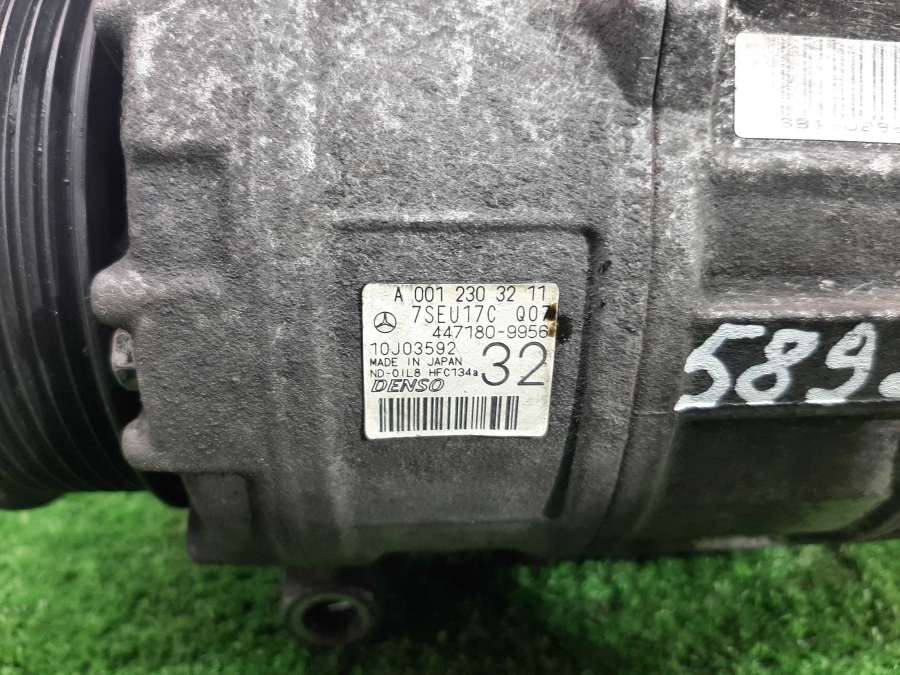 A 001 230 32 11
7SEU17C Q07
447180-9956
10J03592
32
MADE IN JAPAN
ND-OIL8 HFC134a
DENSO
589